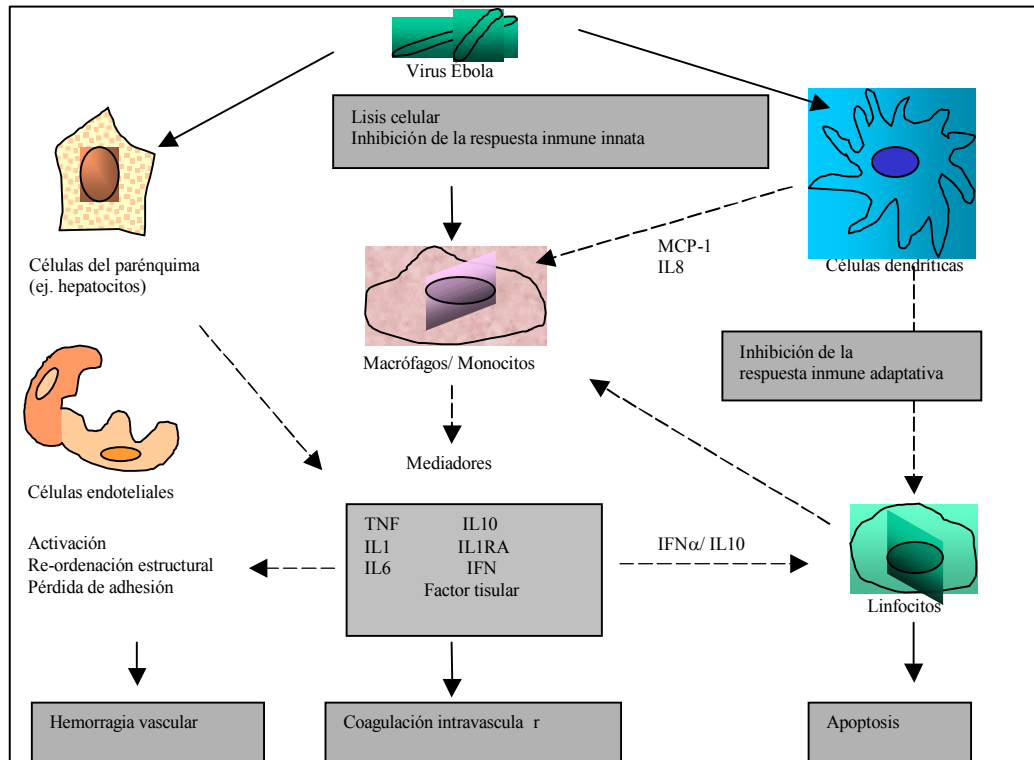 Virus Ebola
Lisis celular
Inhibición de la respuesta inmune innata
MCP-1
IL8
Células del parénquima
(ej. hepatocitos)
Células dendríticas
Macrófagos/ Monocitos
Inhibición de la
respuesta inmune adaptativa
Mediadores
Células endoteliales
Activación
Re-ordenación estructural
Pérdida de adhesión
TNF IL10
IL1 IL1RA
IL6 IFN
Factor tisular
IFNα/ IL10
Linfocitos
Hemorragia vascular
Coagulación intravascula r
Apoptosis